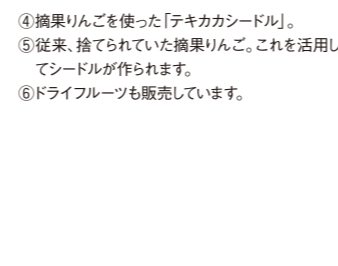 ④摘果りんごを使った「テキカカシードル」。
⑤従来、捨てられていた摘果りんご。これを活用し
てシードルが作られます。
⑥ドライフルーツも販売しています。